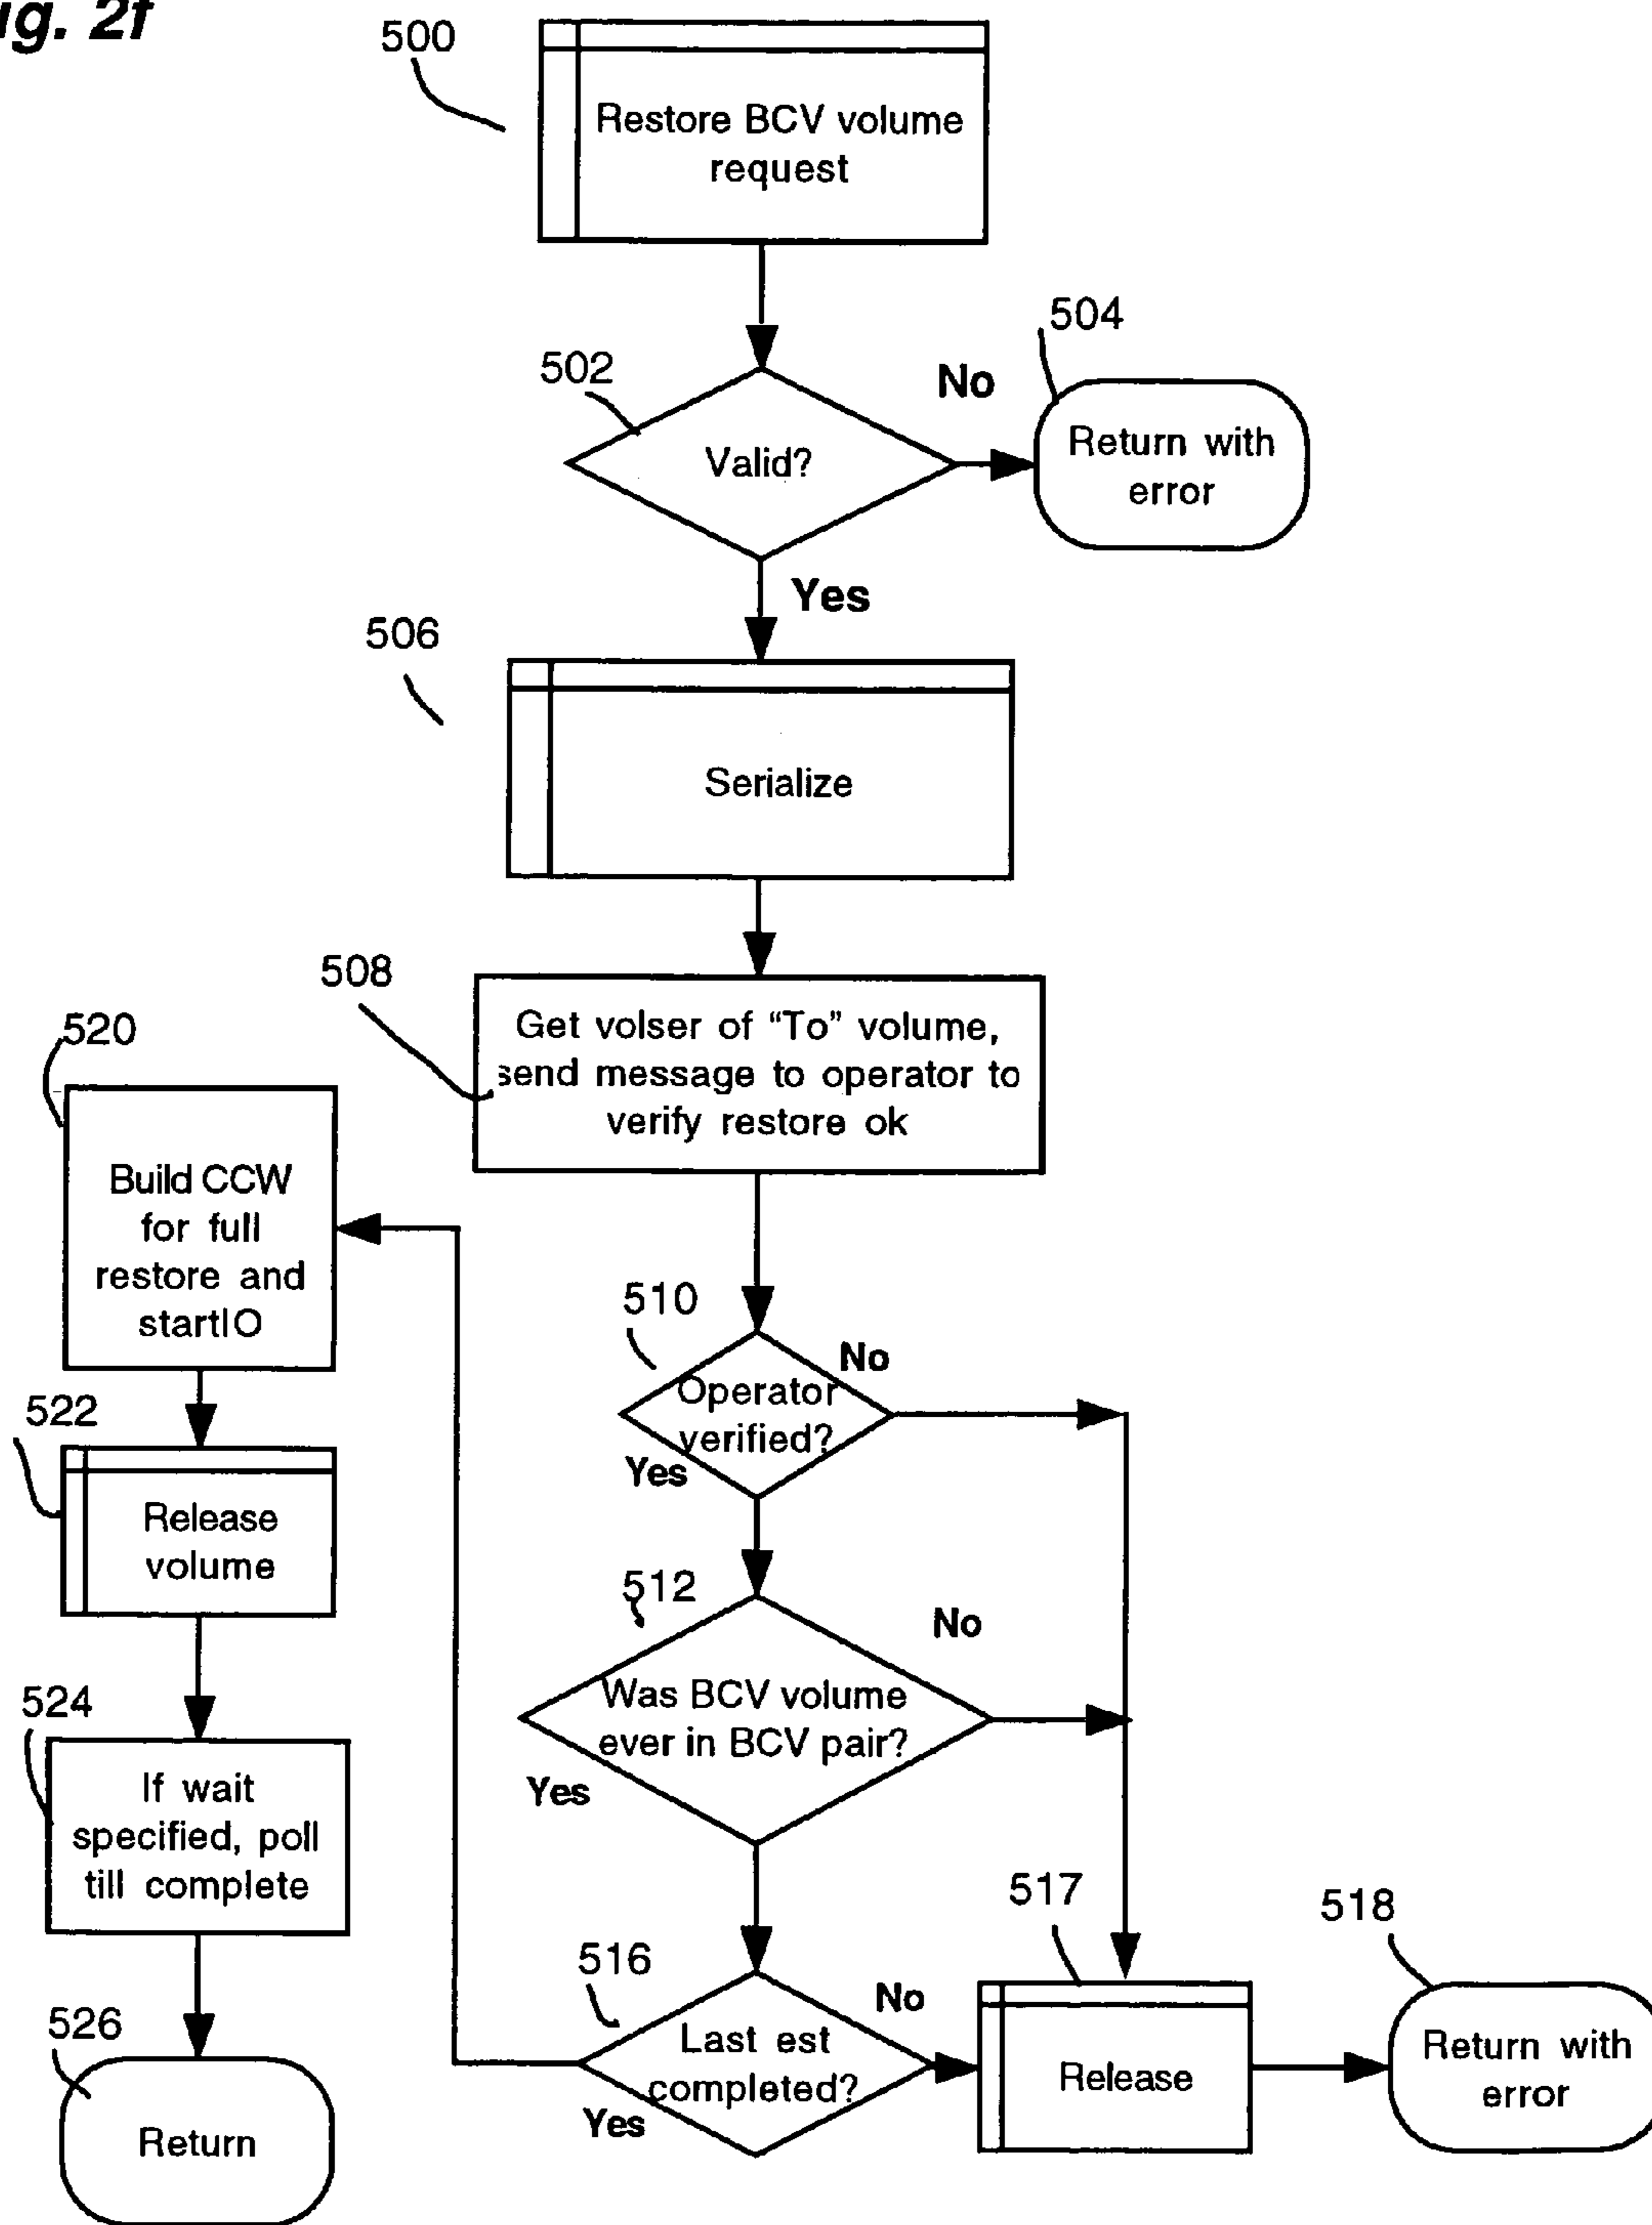 ig. 2f
500
Restore BCV volume
request
504
502
No
Valid?
Return with
error
Yes
506
Serialize
508
Get volser of “To” volume,
send message to operator to
verify restore ok
520
Build CCW
for full
restore and
startIO
510
No
Operator
verified?
Yes
522
Release
volume
512
No
Was BCV volume
ever in BCV pair?
Yes
524
If wait
specified, poll
till complete
517
518
516
No
Last est
completed?
Yes
Release
Return with
error
526
Return